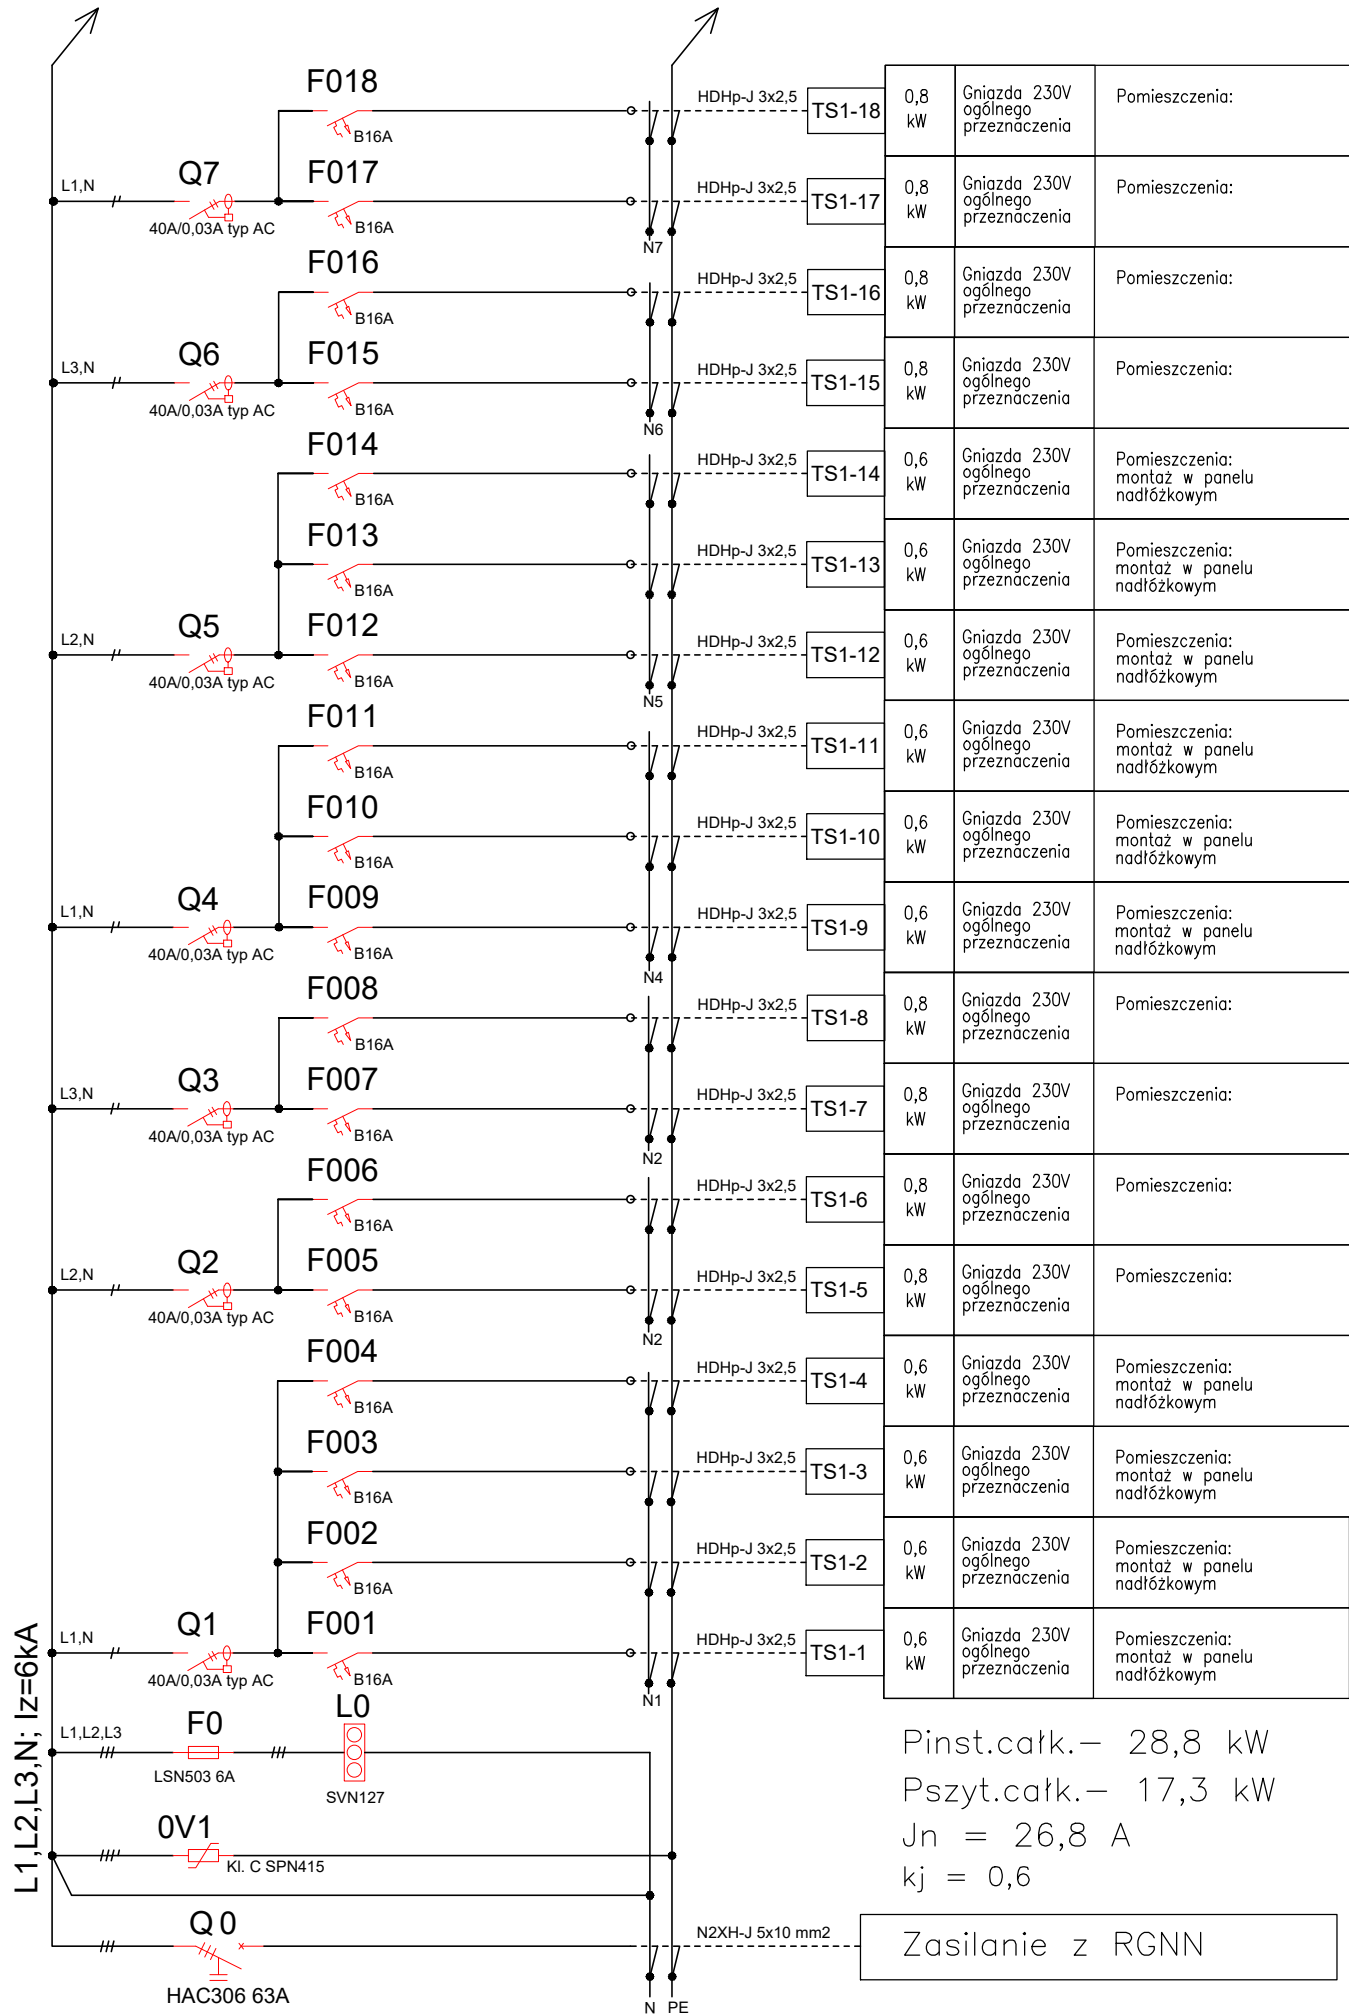 F018
B16A
HDHp-J 3x2,5
TS1-18
0,8
kW
Gniazda 230V
ogólnego
przeznaczenia
Pomieszczenia:
L1,N
Q7
40A/0,03A typ AC
F017
B16A
N7
HDHp-J 3x2,5
TS1-17
0,8
kW
Gniazda 230V
ogólnego
przeznaczenia
Pomieszczenia:
F016
B16A
HDHp-J 3x2,5
TS1-16
0,8
kW
Gniazda 230V
ogólnego
przeznaczenia
Pomieszczenia:
L3,N
Q6
40A/0,03A typ AC
F015
B16A
N6
HDHp-J 3x2,5
TS1-15
0,8
kW
Gniazda 230V
ogólnego
przeznaczenia
Pomieszczenia:
F014
B16A
HDHp-J 3x2,5
TS1-14
0,6
kW
Gniazda 230V
ogólnego
przeznaczenia
Pomieszczenia:
montaż w panelu
nadłóżkowym
F013
B16A
HDHp-J 3x2,5
TS1-13
0,6
kW
Gniazda 230V
ogólnego
przeznaczenia
Pomieszczenia:
montaż w panelu
nadłóżkowym
L2,N
Q5
40A/0,03A typ AC
F012
B16A
N5
HDHp-J 3x2,5
TS1-12
0,6
kW
Gniazda 230V
ogólnego
przeznaczenia
Pomieszczenia:
montaż w panelu
nadłóżkowym
F011
B16A
HDHp-J 3x2,5
TS1-11
0,6
kW
Gniazda 230V
ogólnego
przeznaczenia
Pomieszczenia:
montaż w panelu
nadłóżkowym
F010
B16A
HDHp-J 3x2,5
TS1-10
0,6
kW
Gniazda 230V
ogólnego
przeznaczenia
Pomieszczenia:
montaż w panelu
nadłóżkowym
L1,N
Q4
40A/0,03A typ AC
F009
B16A
N4
HDHp-J 3x2,5
TS1-9
0,6
kW
Gniazda 230V
ogólnego
przeznaczenia
Pomieszczenia:
montaż w panelu
nadłóżkowym
F008
B16A
HDHp-J 3x2,5
TS1-8
0,8
kW
Gniazda 230V
ogólnego
przeznaczenia
Pomieszczenia:
L3,N
Q3
40A/0,03A typ AC
F007
B16A
N2
HDHp-J 3x2,5
TS1-7
0,8
kW
Gniazda 230V
ogólnego
przeznaczenia
Pomieszczenia:
F006
B16A
HDHp-J 3x2,5
TS1-6
0,8
kW
Gniazda 230V
ogólnego
przeznaczenia
Pomieszczenia:
L2,N
Q2
40A/0,03A typ AC
F005
B16A
N2
HDHp-J 3x2,5
TS1-5
0,8
kW
Gniazda 230V
ogólnego
przeznaczenia
Pomieszczenia:
F004
B16A
HDHp-J 3x2,5
TS1-4
0,6
kW
Gniazda 230V
ogólnego
przeznaczenia
Pomieszczenia:
montaż w panelu
nadłóżkowym
F003
B16A
HDHp-J 3x2,5
TS1-3
0,6
kW
Gniazda 230V
ogólnego
przeznaczenia
Pomieszczenia:
montaż w panelu
nadłóżkowym
F002
B16A
HDHp-J 3x2,5
TS1-2
0,6
kW
Gniazda 230V
ogólnego
przeznaczenia
Pomieszczenia:
montaż w panelu
nadłóżkowym
L1,N
Q1
40A/0,03A typ AC
F001
B16A
N1
HDHp-J 3x2,5
TS1-1
0,6
kW
Gniazda 230V
ogólnego
przeznaczenia
Pomieszczenia:
montaż w panelu
nadłóżkowym
L1,L2,L3,N; Iz=6kA
L1,L2,L3
F0
LSN503 6A
L0
SVN127
0V1
Kl. C SPN415
Q0
HAC306 63A
N PE
N2XH-J 5x10 mm2
Pinst.całk.– 28,8 kW
Pszyt.całk.– 17,3 kW
Jn = 26,8 A
kj = 0,6
Zasilanie z RGNN